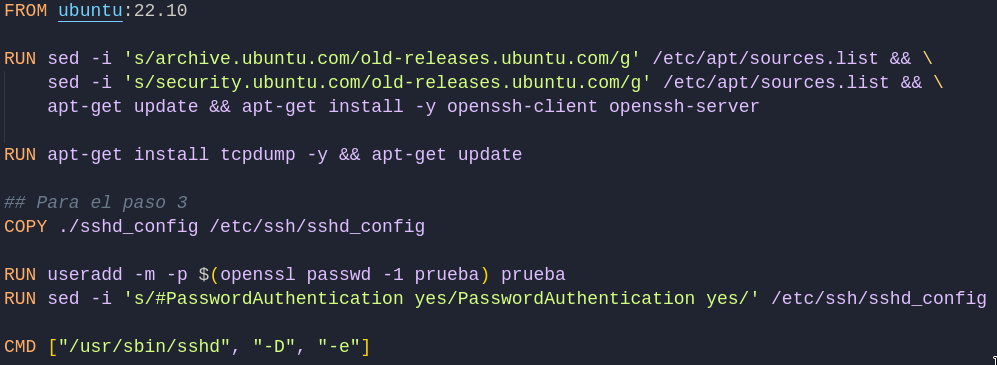 FROM ubuntu:22.10
RUN sed -i 's/archive.ubuntu.com/old-releases.ubuntu.com/g' /etc/apt/sources.list && \
    sed -i 's/security.ubuntu.com/old-releases.ubuntu.com/g' /etc/apt/sources.list && \
    apt-get update && apt-get install -y openssh-client openssh-server
RUN apt-get install tcpdump -y && apt-get update
## Para el paso 3
COPY ./sshd_config /etc/ssh/sshd_config
RUN useradd -m -p $(openssl passwd -1 prueba) prueba
RUN sed -i 's/#PasswordAuthentication yes/PasswordAuthentication yes/' /etc/ssh/sshd_config
CMD ["/usr/sbin/sshd", "-D", "-e"]